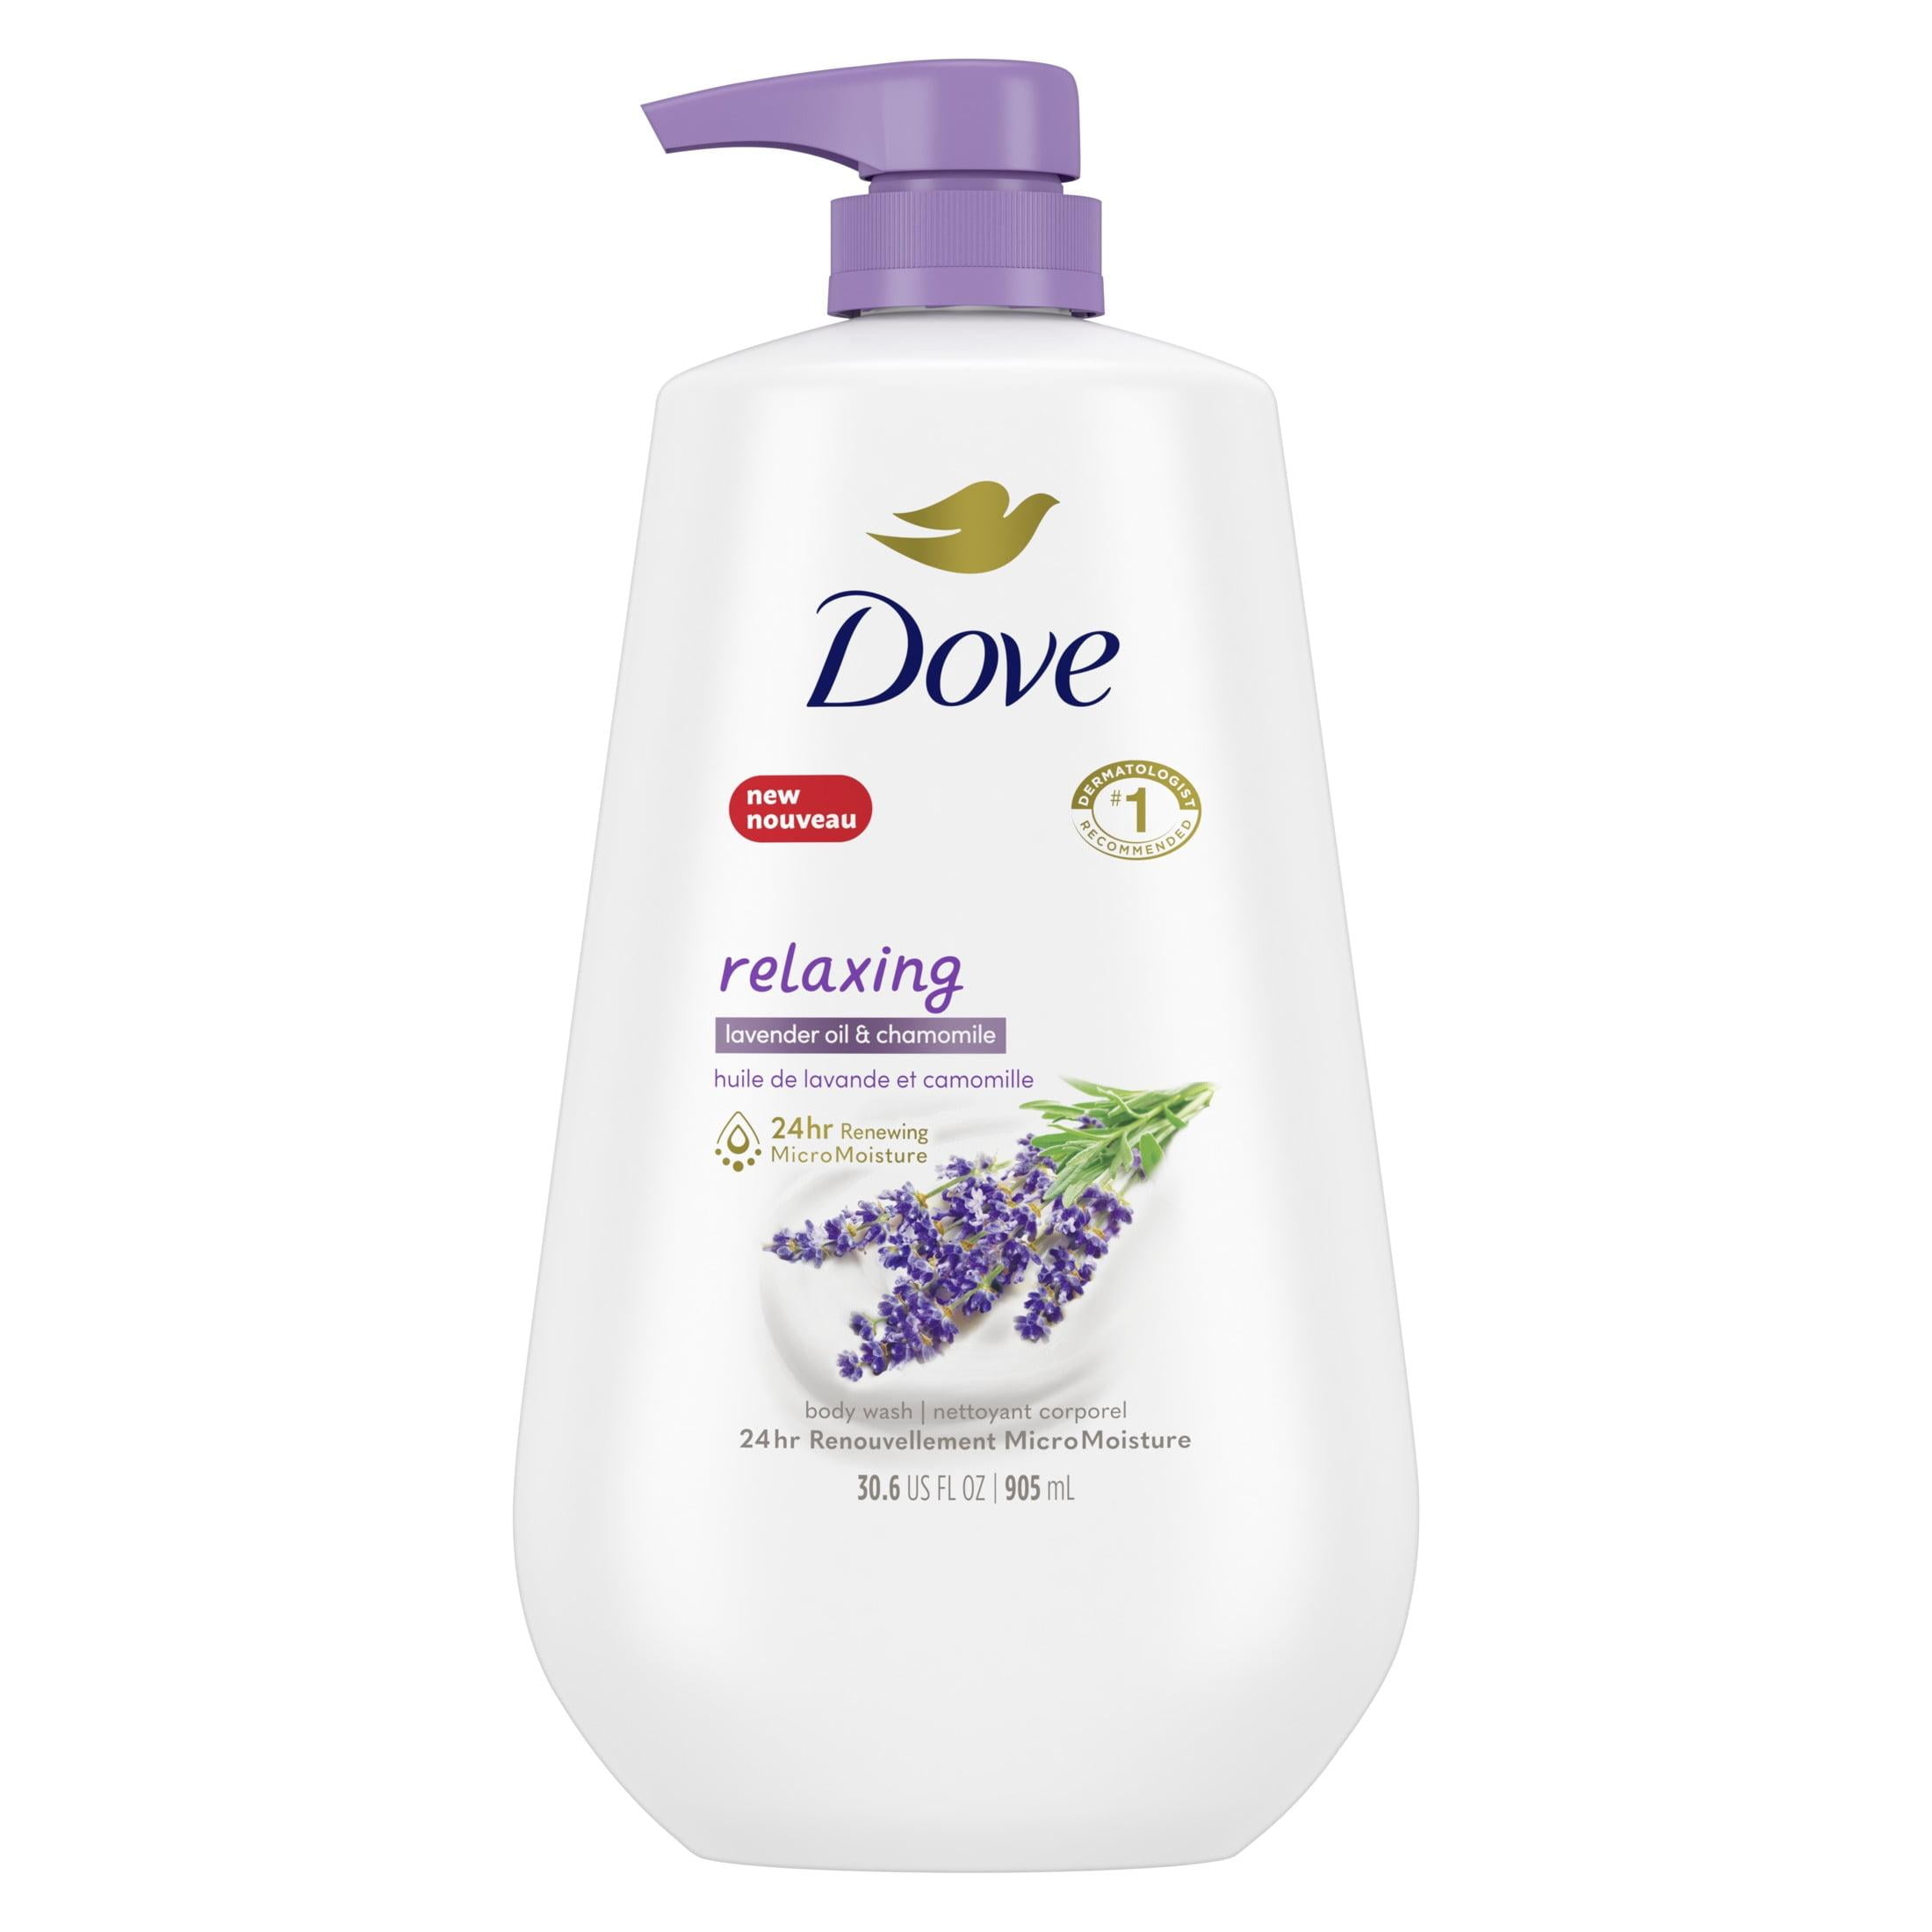 Dove
new
nouveau
DERMATOLOGIST
#1
RECOMMENDED
relaxing
lavender oil & chamomile
huile de lavande et camomille
24hr Renewing
MicroMoisture
body wash | nettoyant corporel
24hr Renouvellement MicroMoisture
30.6 US FL OZ | 905 mL